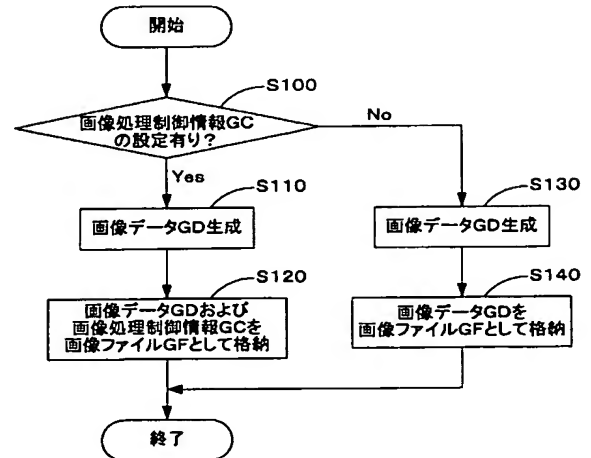 開始
S100
画像処理制御情報GC
の設定有り?
No
Yes
S110
画像データGD生成
S130
画像データGD生成
S120
画像データGDおよび
画像処理制御情報GCを
画像ファイルGFとして格納
S140
画像データGDを
画像ファイルGFとして格納
終了